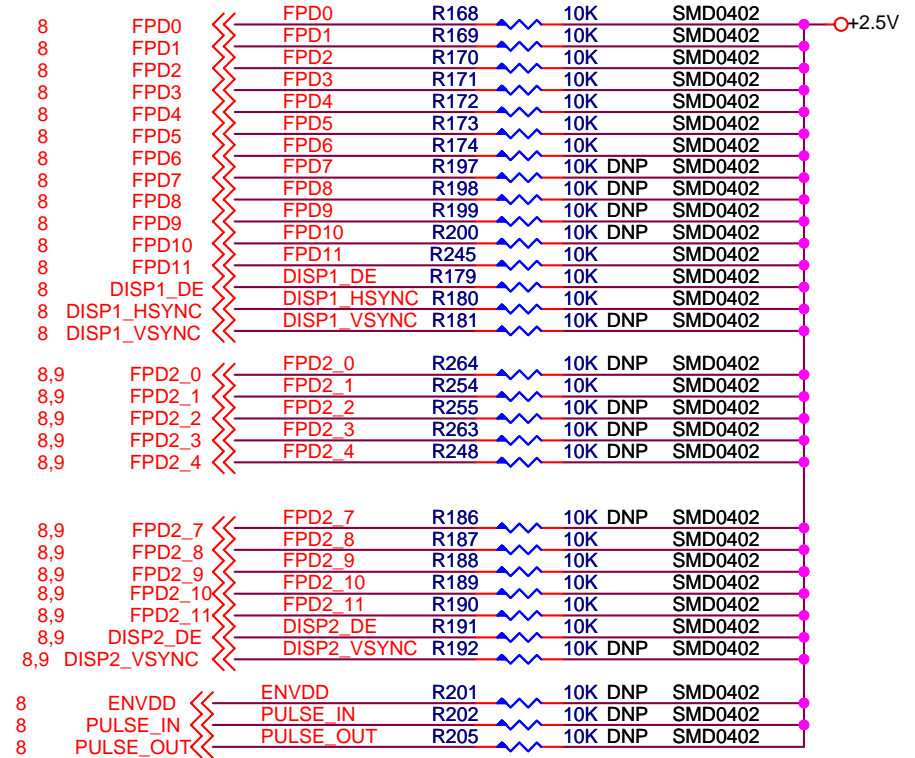 8 FPD0 FPD0 R168 10K SMD0402 +2.5V
8 FPD1 FPD1 R169 10K SMD0402
8 FPD2 FPD2 R170 10K SMD0402
8 FPD3 FPD3 R171 10K SMD0402
8 FPD4 FPD4 R172 10K SMD0402
8 FPD5 FPD5 R173 10K SMD0402
8 FPD6 FPD6 R174 10K SMD0402
8 FPD7 FPD7 R197 10K DNP SMD0402
8 FPD8 FPD8 R198 10K DNP SMD0402
8 FPD9 FPD9 R199 10K DNP SMD0402
8 FPD10 FPD10 R200 10K DNP SMD0402
8 FPD11 FPD11 R245 10K SMD0402
8 DISP1_DE DISP1_DE R179 10K SMD0402
8 DISP1_HSYNC DISP1_HSYNC R180 10K SMD0402
8 DISP1_VSYNC DISP1_VSYNC R181 10K DNP SMD0402
8,9 FPD2_0 FPD2_0 R264 10K DNP SMD0402
8,9 FPD2_1 FPD2_1 R254 10K SMD0402
8,9 FPD2_2 FPD2_2 R255 10K DNP SMD0402
8,9 FPD2_3 FPD2_3 R263 10K DNP SMD0402
8,9 FPD2_4 FPD2_4 R248 10K DNP SMD0402
8,9 FPD2_7 FPD2_7 R186 10K DNP SMD0402
8,9 FPD2_8 FPD2_8 R187 10K SMD0402
8,9 FPD2_9 FPD2_9 R188 10K SMD0402
8,9 FPD2_10 FPD2_10 R189 10K SMD0402
8,9 FPD2_11 FPD2_11 R190 10K SMD0402
8,9 DISP2_DE DISP2_DE R191 10K SMD0402
8,9 DISP2_VSYNC DISP2_VSYNC R192 10K DNP SMD0402
8 ENVDD ENVDD R201 10K DNP SMD0402
8 PULSE_IN PULSE_IN R202 10K DNP SMD0402
8 PULSE_OUT PULSE_OUT R205 10K DNP SMD0402